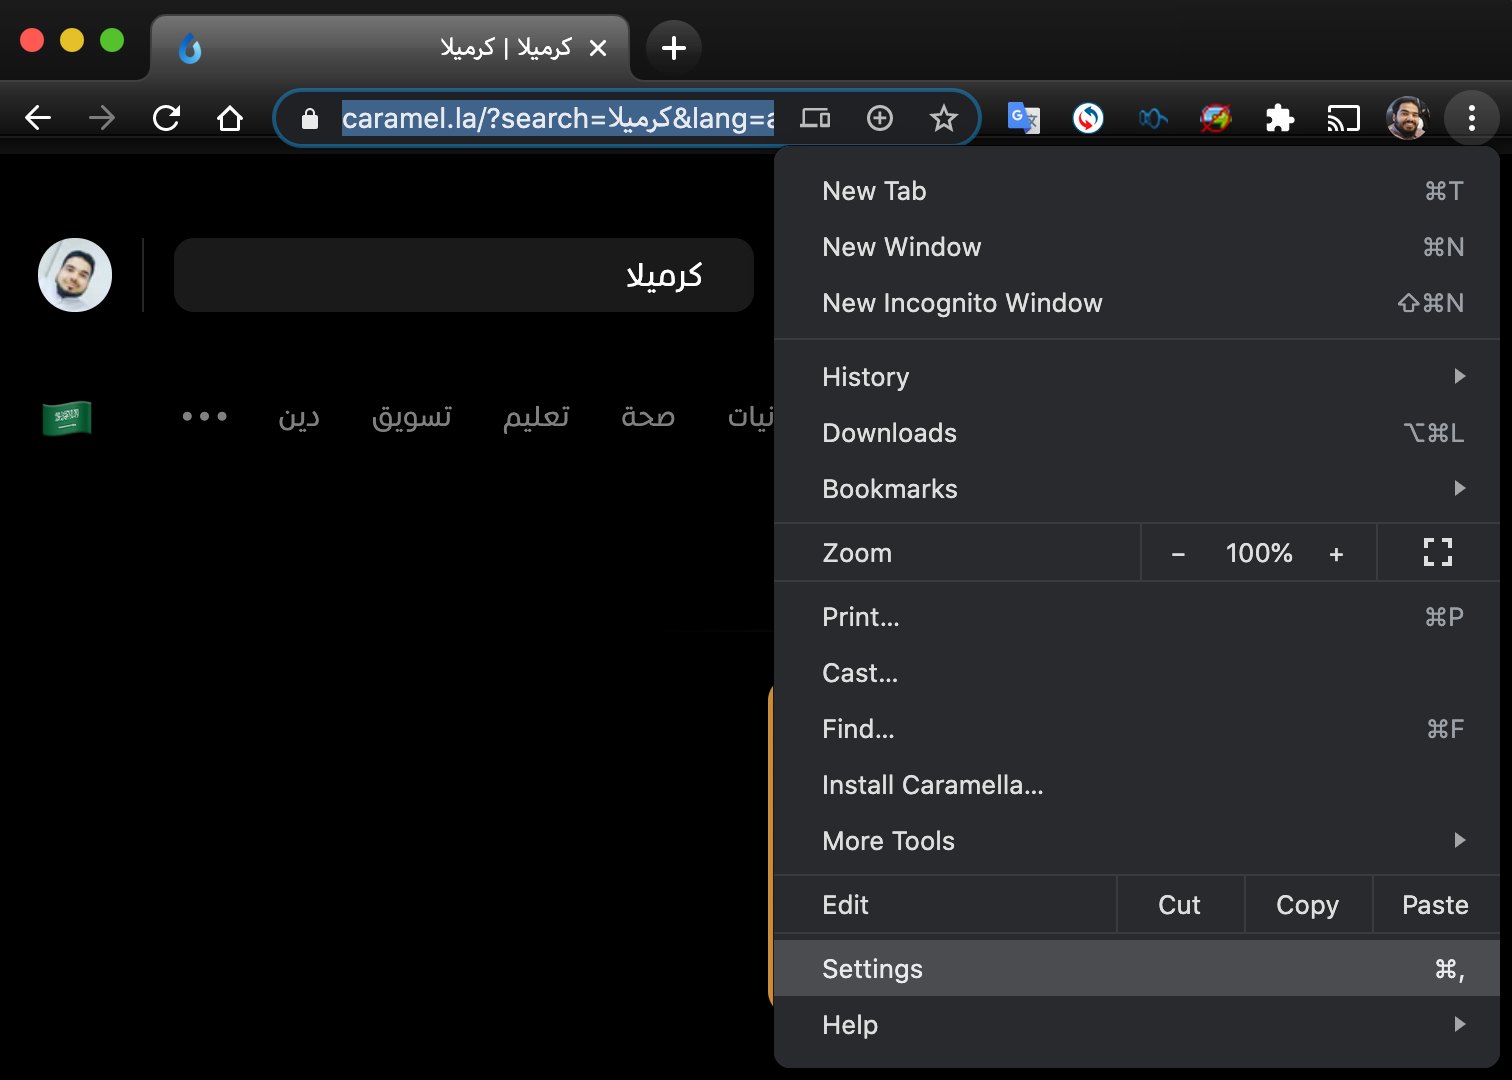 كرميلا | كرميلا
caramel.la/?search=كرميلا&lang=a
كرميلا
دين تسويق تعليم صحة نيات
New Tab ⌘T
New Window ⌘N
New Incognito Window ⇧⌘N
History
Downloads ⌥⌘L
Bookmarks
Zoom − 100% +
Print... ⌘P
Cast...
Find... ⌘F
Install Caramella...
More Tools
Edit Cut Copy Paste
Settings ⌘,
Help